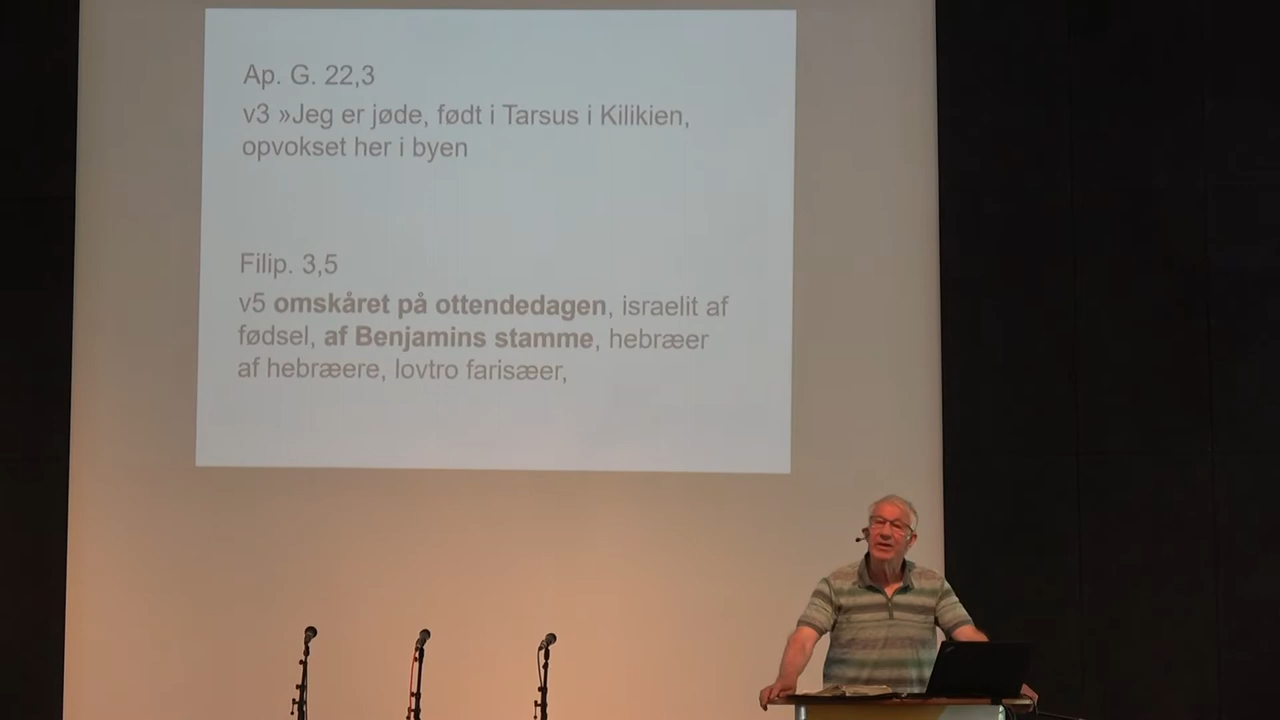 Ap. G. 22,3
v3 »Jeg er jøde, født i Tarsus i Kilikien,
opvokset her i byen
Filip. 3,5
v5 omskåret på ottendedagen, israelit af
fødsel, af Benjamins stamme, hebræer
af hebræere, lovtro farisæer,